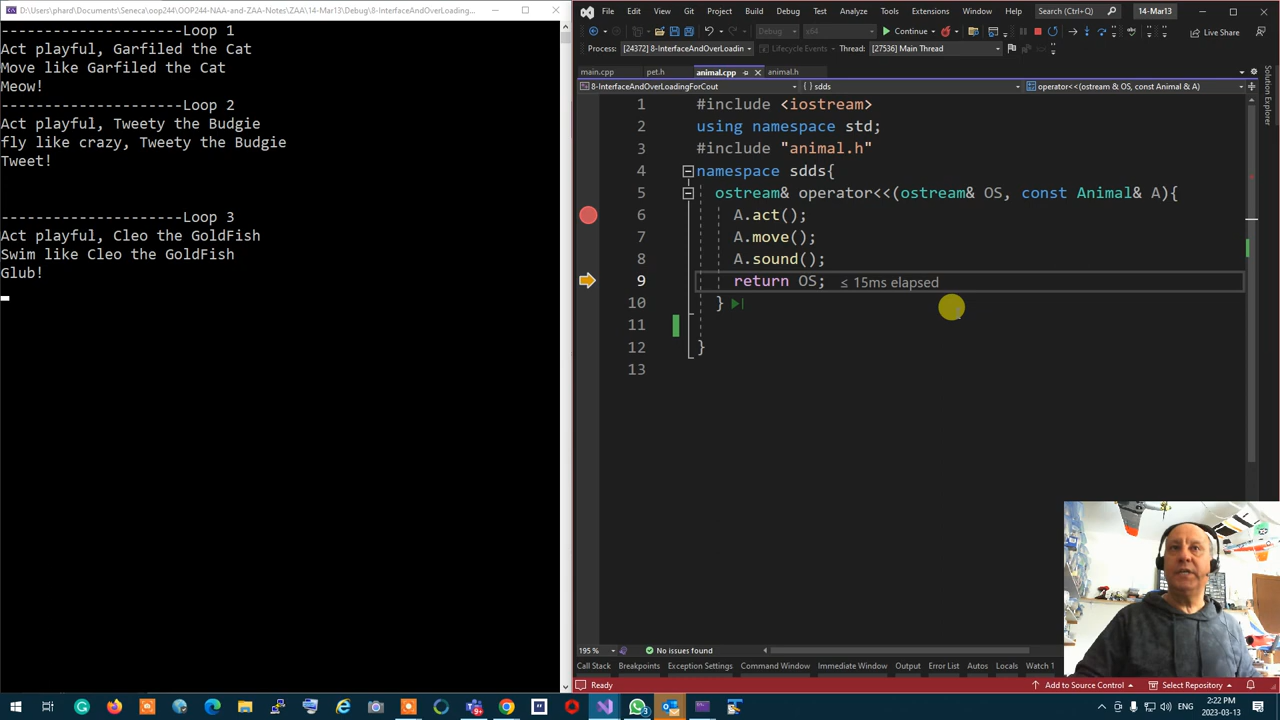 D:\Users\phard\Documents\Seneca\oop244\OOP244-NAA-and-ZAA-Notes\ZAA\14-Mar13\Debug\8-InterfaceAndOverLoading...
----------------------Loop 1
Act playful, Garfiled the Cat
Move like Garfiled the Cat
Meow!
----------------------Loop 2
Act playful, Tweety the Budgie
fly like crazy, Tweety the Budgie
Tweet!
----------------------Loop 3
Act playful, Cleo the GoldFish
Swim like Cleo the GoldFish
Glub!
File Edit View Git Project Build Debug Test Analyze Tools Extensions Window Help Search (Ctrl+Q) 14-Mar13
Debug x64 Continue Live Share
Process: [24372] 8-InterfaceAndOverLoadin Lifecycle Events Thread: [27536] Main Thread
main.cpp pet.h animal.cpp animal.h
8-InterfaceAndOverLoadingForCout {} sdds operator<<(ostream & OS, const Animal & A)
Solution Explorer
1 #include <iostream>
2 using namespace std;
3 #include "animal.h"
4 namespace sdds{
5 ostream& operator<<(ostream& OS, const Animal& A){
6 A.act();
7 A.move();
8 A.sound();
9 return OS; ≤ 15ms elapsed
10 }
11
12 }
13
195 % No issues found
Call Stack Breakpoints Exception Settings Command Window Immediate Window Output Error List Autos Locals Watch 1
Ready Add to Source Control Select Repository
3
ENG 2:22 PM
2023-03-13